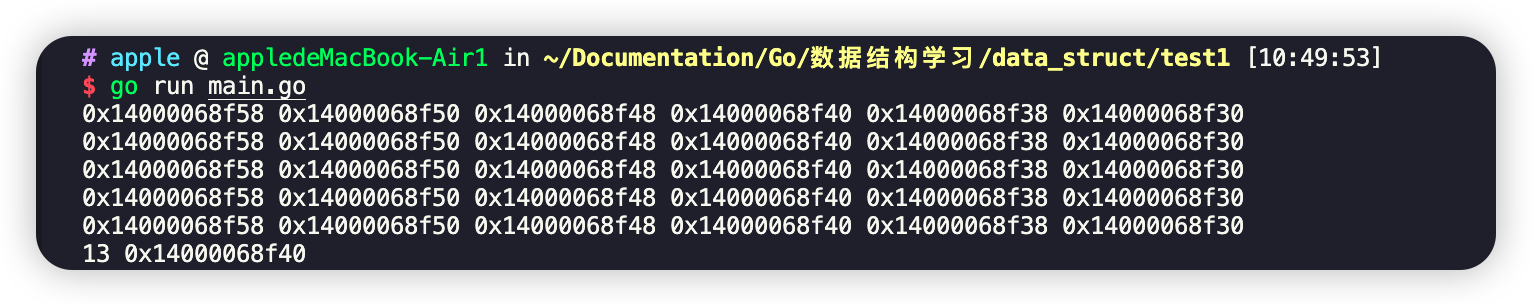 # apple @ appledeMacBook-Air1 in ~/Documentation/Go/数据结构学习/data_struct/test1 [10:49:53]
$ go run main.go
0x14000068f58 0x14000068f50 0x14000068f48 0x14000068f40 0x14000068f38 0x14000068f30
0x14000068f58 0x14000068f50 0x14000068f48 0x14000068f40 0x14000068f38 0x14000068f30
0x14000068f58 0x14000068f50 0x14000068f48 0x14000068f40 0x14000068f38 0x14000068f30
0x14000068f58 0x14000068f50 0x14000068f48 0x14000068f40 0x14000068f38 0x14000068f30
0x14000068f58 0x14000068f50 0x14000068f48 0x14000068f40 0x14000068f38 0x14000068f30
13 0x14000068f40